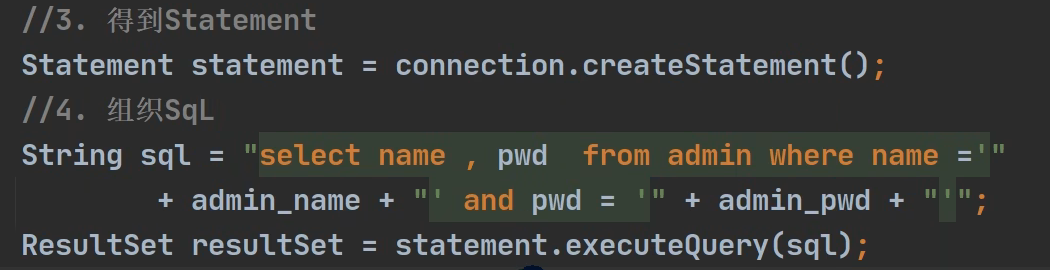 //3. 得到Statement
Statement statement = connection.createStatement();
//4. 组织SqL
String sql = "select name , pwd  from admin where name ='"
        + admin_name + "' and pwd = '" + admin_pwd + "'";
ResultSet resultSet = statement.executeQuery(sql);